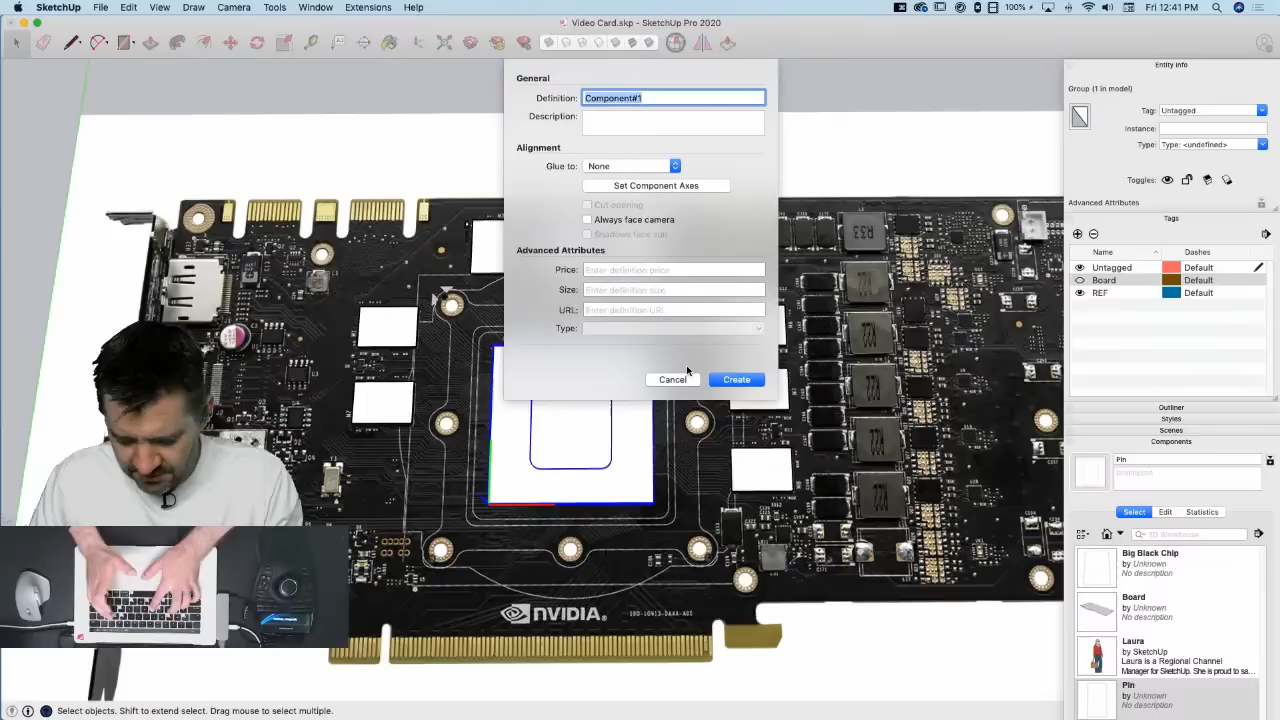 SketchUp File Edit View Draw Camera Tools Window Extensions Help
100% Fri 12:41 PM
Video Card.skp - SketchUp Pro 2020
General
Definition: Component#1
Description:
Alignment
Glue to: None
Set Component Axes
Cut opening
Always face camera
Shadows face sun
Advanced Attributes
Price: Enter definition price
Size: Enter definition size
URL: Enter definition URL
Type:
Cancel Create
Entity Info
Group (1 in model)
Tag: Untagged
Instance:
Type: Type: <undefined>
Toggles:
Advanced Attributes
Tags
Name Dashes
Untagged Default
Board Default
REF Default
Outliner
Styles
Scenes
Components
Pin
Select Edit Statistics
3D Warehouse
Big Black Chip
by Unknown
No description
Board
by Unknown
No description
Laura
by SketchUp
Laura is a Regional Channel
Manager for SketchUp. She is proud to sa...
Pin
by Unknown
No description
R33
NVIDIA.
180-10413-DAAA-A00
Select objects. Shift to extend select. Drag mouse to select multiple.